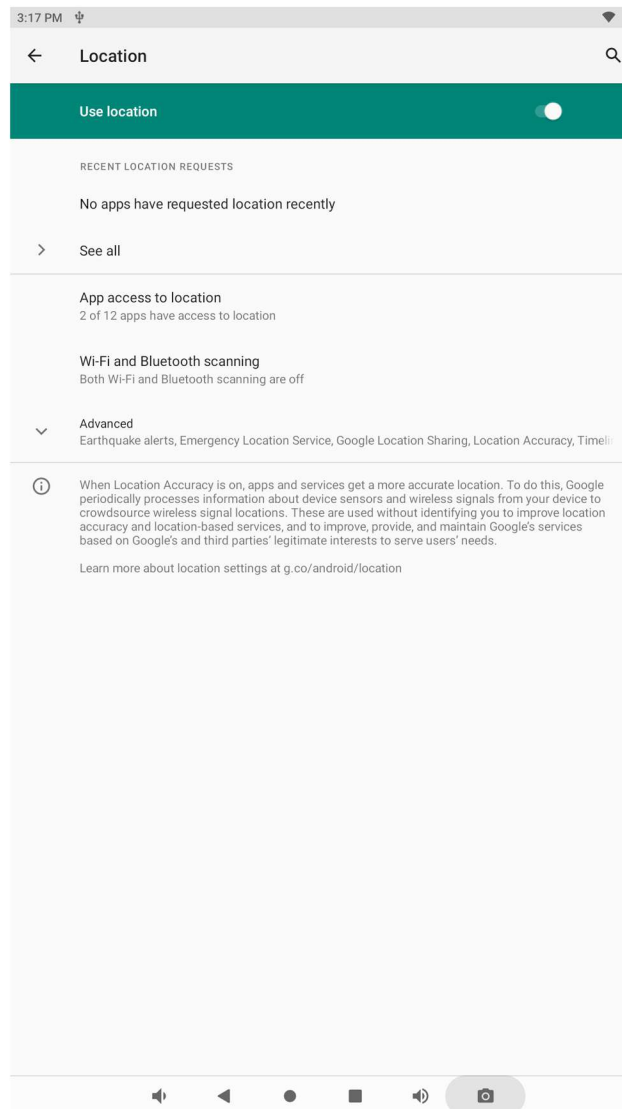 3:17 PM
Location
Use location
RECENT LOCATION REQUESTS
No apps have requested location recently
See all
App access to location
2 of 12 apps have access to location
Wi-Fi and Bluetooth scanning
Both Wi-Fi and Bluetooth scanning are off
Advanced
Earthquake alerts, Emergency Location Service, Google Location Sharing, Location Accuracy, Timeli
When Location Accuracy is on, apps and services get a more accurate location. To do this, Google
periodically processes information about device sensors and wireless signals from your device to
crowdsource wireless signal locations. These are used without identifying you to improve location
accuracy and location-based services, and to improve, provide, and maintain Google's services
based on Google's and third parties' legitimate interests to serve users' needs.
Learn more about location settings at g.co/android/location